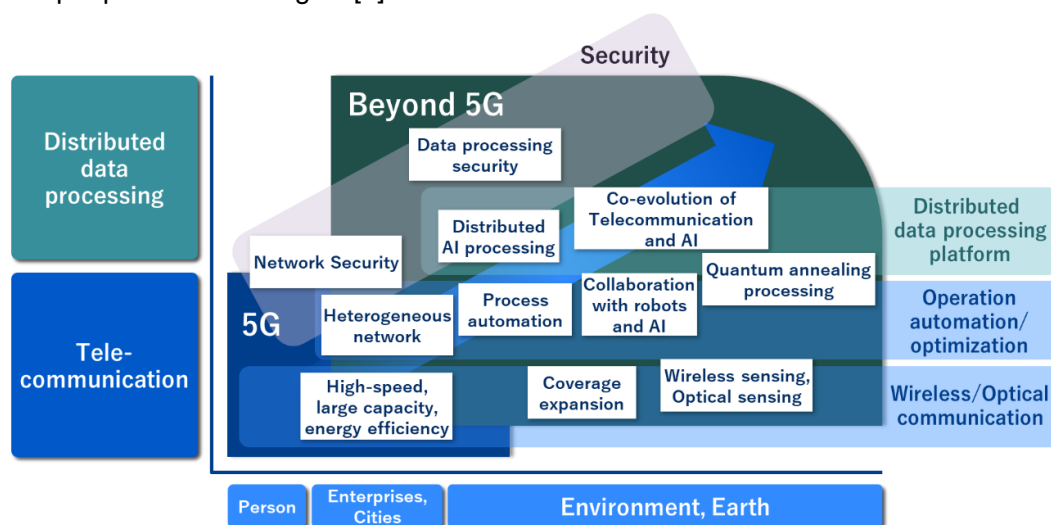 Security
Beyond 5G
Distributed
data
processing
Data processing
security
Co-evolution of
Telecommunication
and AI
Distributed
AI processing
Distributed
data processing
platform
Network Security
Quantum annealing
processing
Collaboration
with robots
and AI
Process
automation
Heterogeneous
network
5G
Operation
automation/
optimization
Tele-
communication
High-speed,
large capacity,
energy efficiency
Coverage
expansion
Wireless sensing,
Optical sensing
Wireless/Optical
communication
Person
Enterprises,
Cities
Environment, Earth